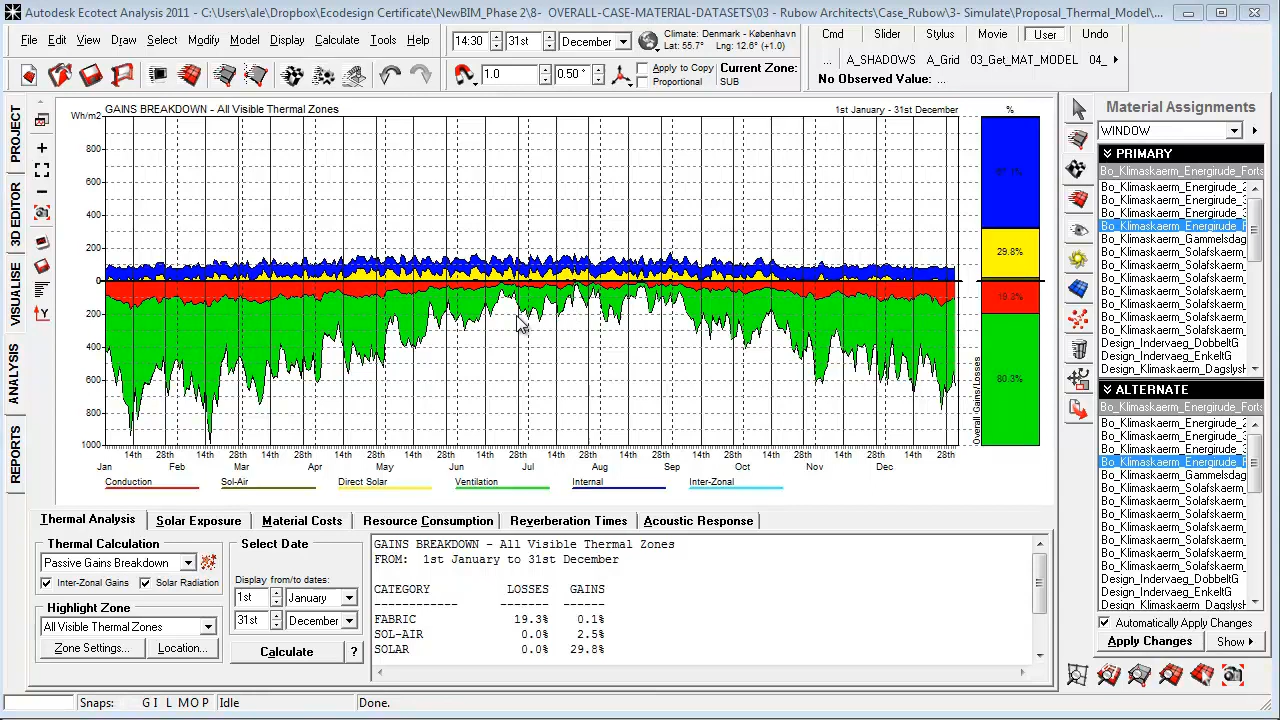 Autodesk Ecotect Analysis 2011 - C:\Users\ale\Dropbox\Ecodesign Certificate\NewBIM_Phase 2\8- OVERALL-CASE-MATERIAL-DATASETS\03 - Rubow Architects\Case_Rubow\3- Simulate\Proposal_Thermal_Model\...
File Edit View Draw Select Modify Model Display Calculate Tools Help
14:30 31st December
Climate: Denmark - København
Lat: 55.7° Lng: 12.6° (+1.0)
Cmd Slider Stylus Movie User Undo
... A_SHADOWS A_Grid 03_Get_MAT_MODEL 04_
No Observed Value: ...
1.0 0.50 °
Apply to Copy
Proportional
Current Zone:
SUB
PROJECT
3D EDITOR
VISUALISE
ANALYSIS
REPORTS
GAINS BREAKDOWN - All Visible Thermal Zones
1st January - 31st December
%
Wh/m2
800
600
400
200
0
200
400
600
800
1000
14th 28th 14th 28th 14th 28th 14th 28th 14th 28th 14th 28th 14th 28th 14th 28th 14th 28th 14th 28th 14th 28th 14th 28th
Jan Feb Mar Apr May Jun Jul Aug Sep Oct Nov Dec
Conduction Sol-Air Direct Solar Ventilation Internal Inter-Zonal
29.8%
19.3%
80.3%
Overall Gains/Losses
Thermal Analysis Solar Exposure Material Costs Resource Consumption Reverberation Times Acoustic Response
Thermal Calculation
Passive Gains Breakdown
Inter-Zonal Gains Solar Radiation
Highlight Zone
All Visible Thermal Zones
Zone Settings... Location...
Select Date
Display from/to dates:
1st January
31st December
Calculate ?
GAINS BREAKDOWN - All Visible Thermal Zones
FROM: 1st January to 31st December
CATEGORY LOSSES GAINS
------------ ------- ------
FABRIC 19.3% 0.1%
SOL-AIR 0.0% 2.5%
SOLAR 0.0% 29.8%
Material Assignments
WINDOW
PRIMARY
Bo_Klimaskaerm_Energirude_Forts
Bo_Klimaskaerm_Energirude_2
Bo_Klimaskaerm_Energirude_3
Bo_Klimaskaerm_Energirude_3
Bo_Klimaskaerm_Energirude_F
Bo_Klimaskaerm_Gammelsdag
Bo_Klimaskaerm_Solafskaerm
Bo_Klimaskaerm_Solafskaerm
Bo_Klimaskaerm_Solafskaerm
Bo_Klimaskaerm_Solafskaerm
Bo_Klimaskaerm_Solafskaerm
Bo_Klimaskaerm_Solafskaerm
Bo_Klimaskaerm_Solafskaerm
Design_Indervaeg_DobbeltG
Design_Indervaeg_EnkeltG
Design_Klimaskaerm_Dagslysh
ALTERNATE
Bo_Klimaskaerm_Energirude_Forts
Bo_Klimaskaerm_Energirude_2
Bo_Klimaskaerm_Energirude_3
Bo_Klimaskaerm_Energirude_3
Bo_Klimaskaerm_Energirude_F
Bo_Klimaskaerm_Gammelsdag
Bo_Klimaskaerm_Solafskaerm
Bo_Klimaskaerm_Solafskaerm
Bo_Klimaskaerm_Solafskaerm
Bo_Klimaskaerm_Solafskaerm
Bo_Klimaskaerm_Solafskaerm
Bo_Klimaskaerm_Solafskaerm
Bo_Klimaskaerm_Solafskaerm
Design_Indervaeg_DobbeltG
Design_Indervaeg_EnkeltG
Design_Klimaskaerm_Dagslysh
Automatically Apply Changes
Apply Changes Show
Snaps: G I L M O P Idle Done.